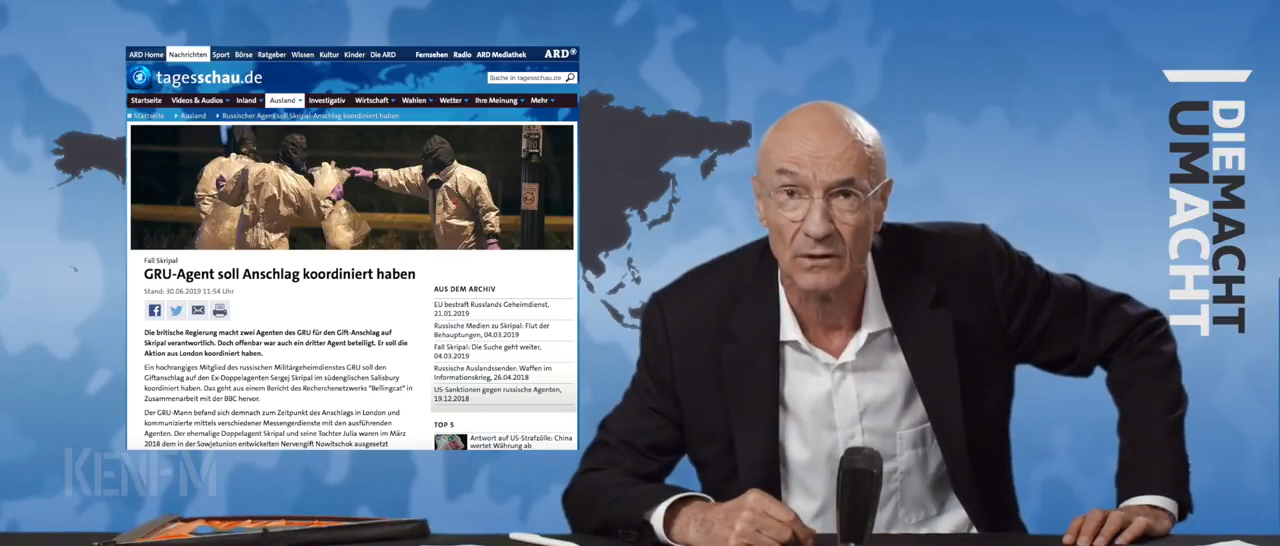 ARD Home Nachrichten Sport Börse Ratgeber Wissen Kultur Kinder Die ARD Fernsehen Radio ARD Mediathek ARD
tagesschau.de Suche in tagesschau.de
Startseite Videos & Audios Inland Ausland Investigativ Wirtschaft Wahlen Wetter Ihre Meinung Mehr
Startseite Ausland Russischer Agent soll Skripal-Anschlag koordiniert haben
Fall Skripal
GRU-Agent soll Anschlag koordiniert haben
Stand: 30.06.2019 11:54 Uhr
Die britische Regierung macht zwei Agenten des GRU für den Gift-Anschlag auf
Skripal verantwortlich. Doch offenbar war auch ein dritter Agent beteiligt. Er soll die
Aktion aus London koordiniert haben.
Ein hochrangiges Mitglied des russischen Militärgeheimdienstes GRU soll den
Giftanschlag auf den Ex-Doppelagenten Sergej Skripal im südenglischen Salisbury
koordiniert haben. Das geht aus einem Bericht des Recherchenetzwerks "Bellingcat" in
Zusammenarbeit mit der BBC hervor.
Der GRU-Mann befand sich demnach zum Zeitpunkt des Anschlags in London und
kommunizierte mittels verschiedener Messengerdienste mit den ausführenden
Agenten. Der ehemalige Doppelagent Skripal und seine Tochter Julia waren im März
2018 dem in der Sowjetunion entwickelten Nervengift Nowitschok ausgesetzt
AUS DEM ARCHIV
EU bestraft Russlands Geheimdienst,
21.01.2019
Russische Medien zu Skripal: Flut der
Behauptungen, 04.03.2019
Fall Skripal: Die Suche geht weiter,
04.03.2019
Russische Auslandssender: Waffen im
Informationskrieg, 26.04.2018
US-Sanktionen gegen russische Agenten,
19.12.2018
TOP 5
Antwort auf US-Strafzölle: China
wertet Währung ab
DIEMACHT
UMACHT
KENFM